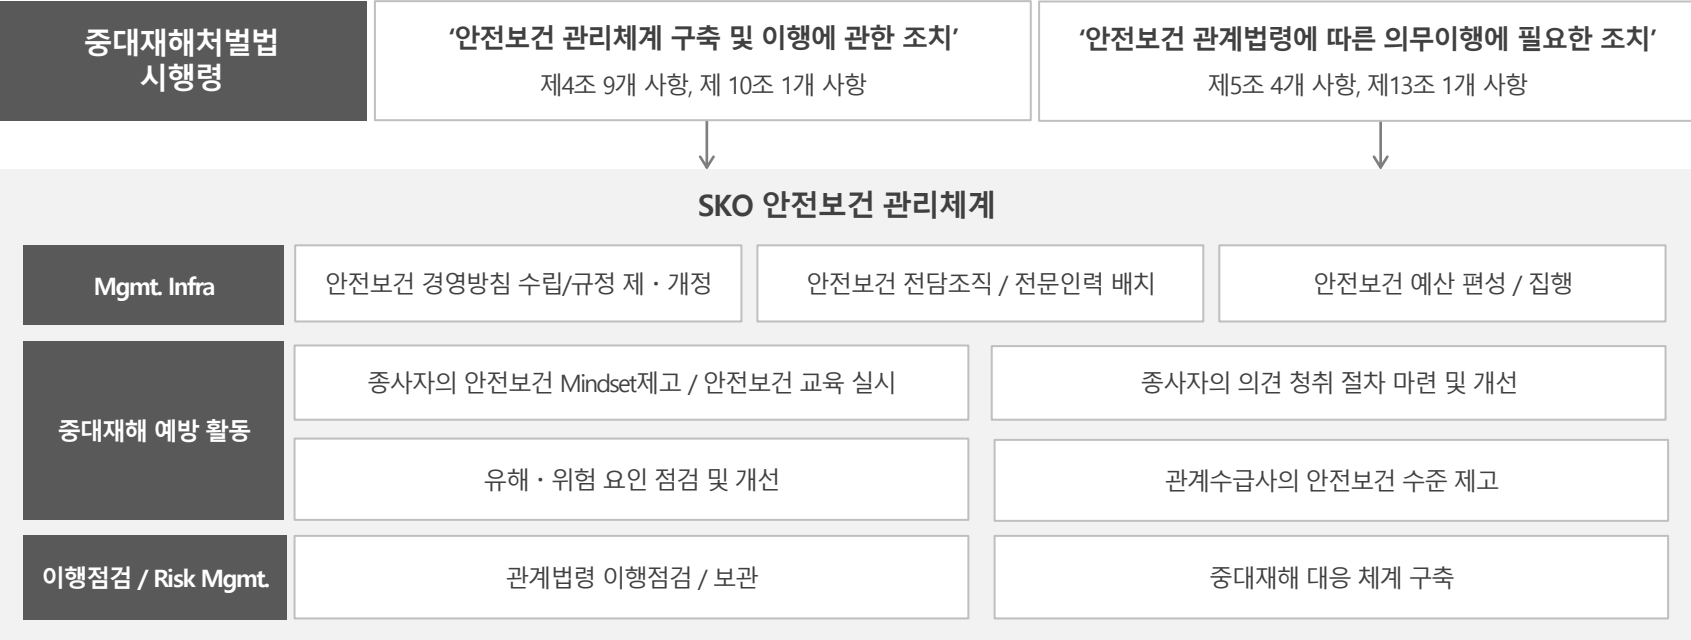 중대재해처벌법
시행령
‘안전보건 관리체계 구축 및 이행에 관한 조치’
제4조 9개 사항, 제 10조 1개 사항
‘안전보건 관계법령에 따른 의무이행에 필요한 조치’
제5조 4개 사항, 제13조 1개 사항
SKO 안전보건 관리체계
Mgmt. Infra
안전보건 경영방침 수립/규정 제・개정
안전보건 전담조직 / 전문인력 배치
안전보건 예산 편성 / 집행
중대재해 예방 활동
종사자의 안전보건 Mindset제고 / 안전보건 교육 실시
종사자의 의견 청취 절차 마련 및 개선
유해・위험 요인 점검 및 개선
관계수급사의 안전보건 수준 제고
이행점검 / Risk Mgmt.
관계법령 이행점검 / 보관
중대재해 대응 체계 구축